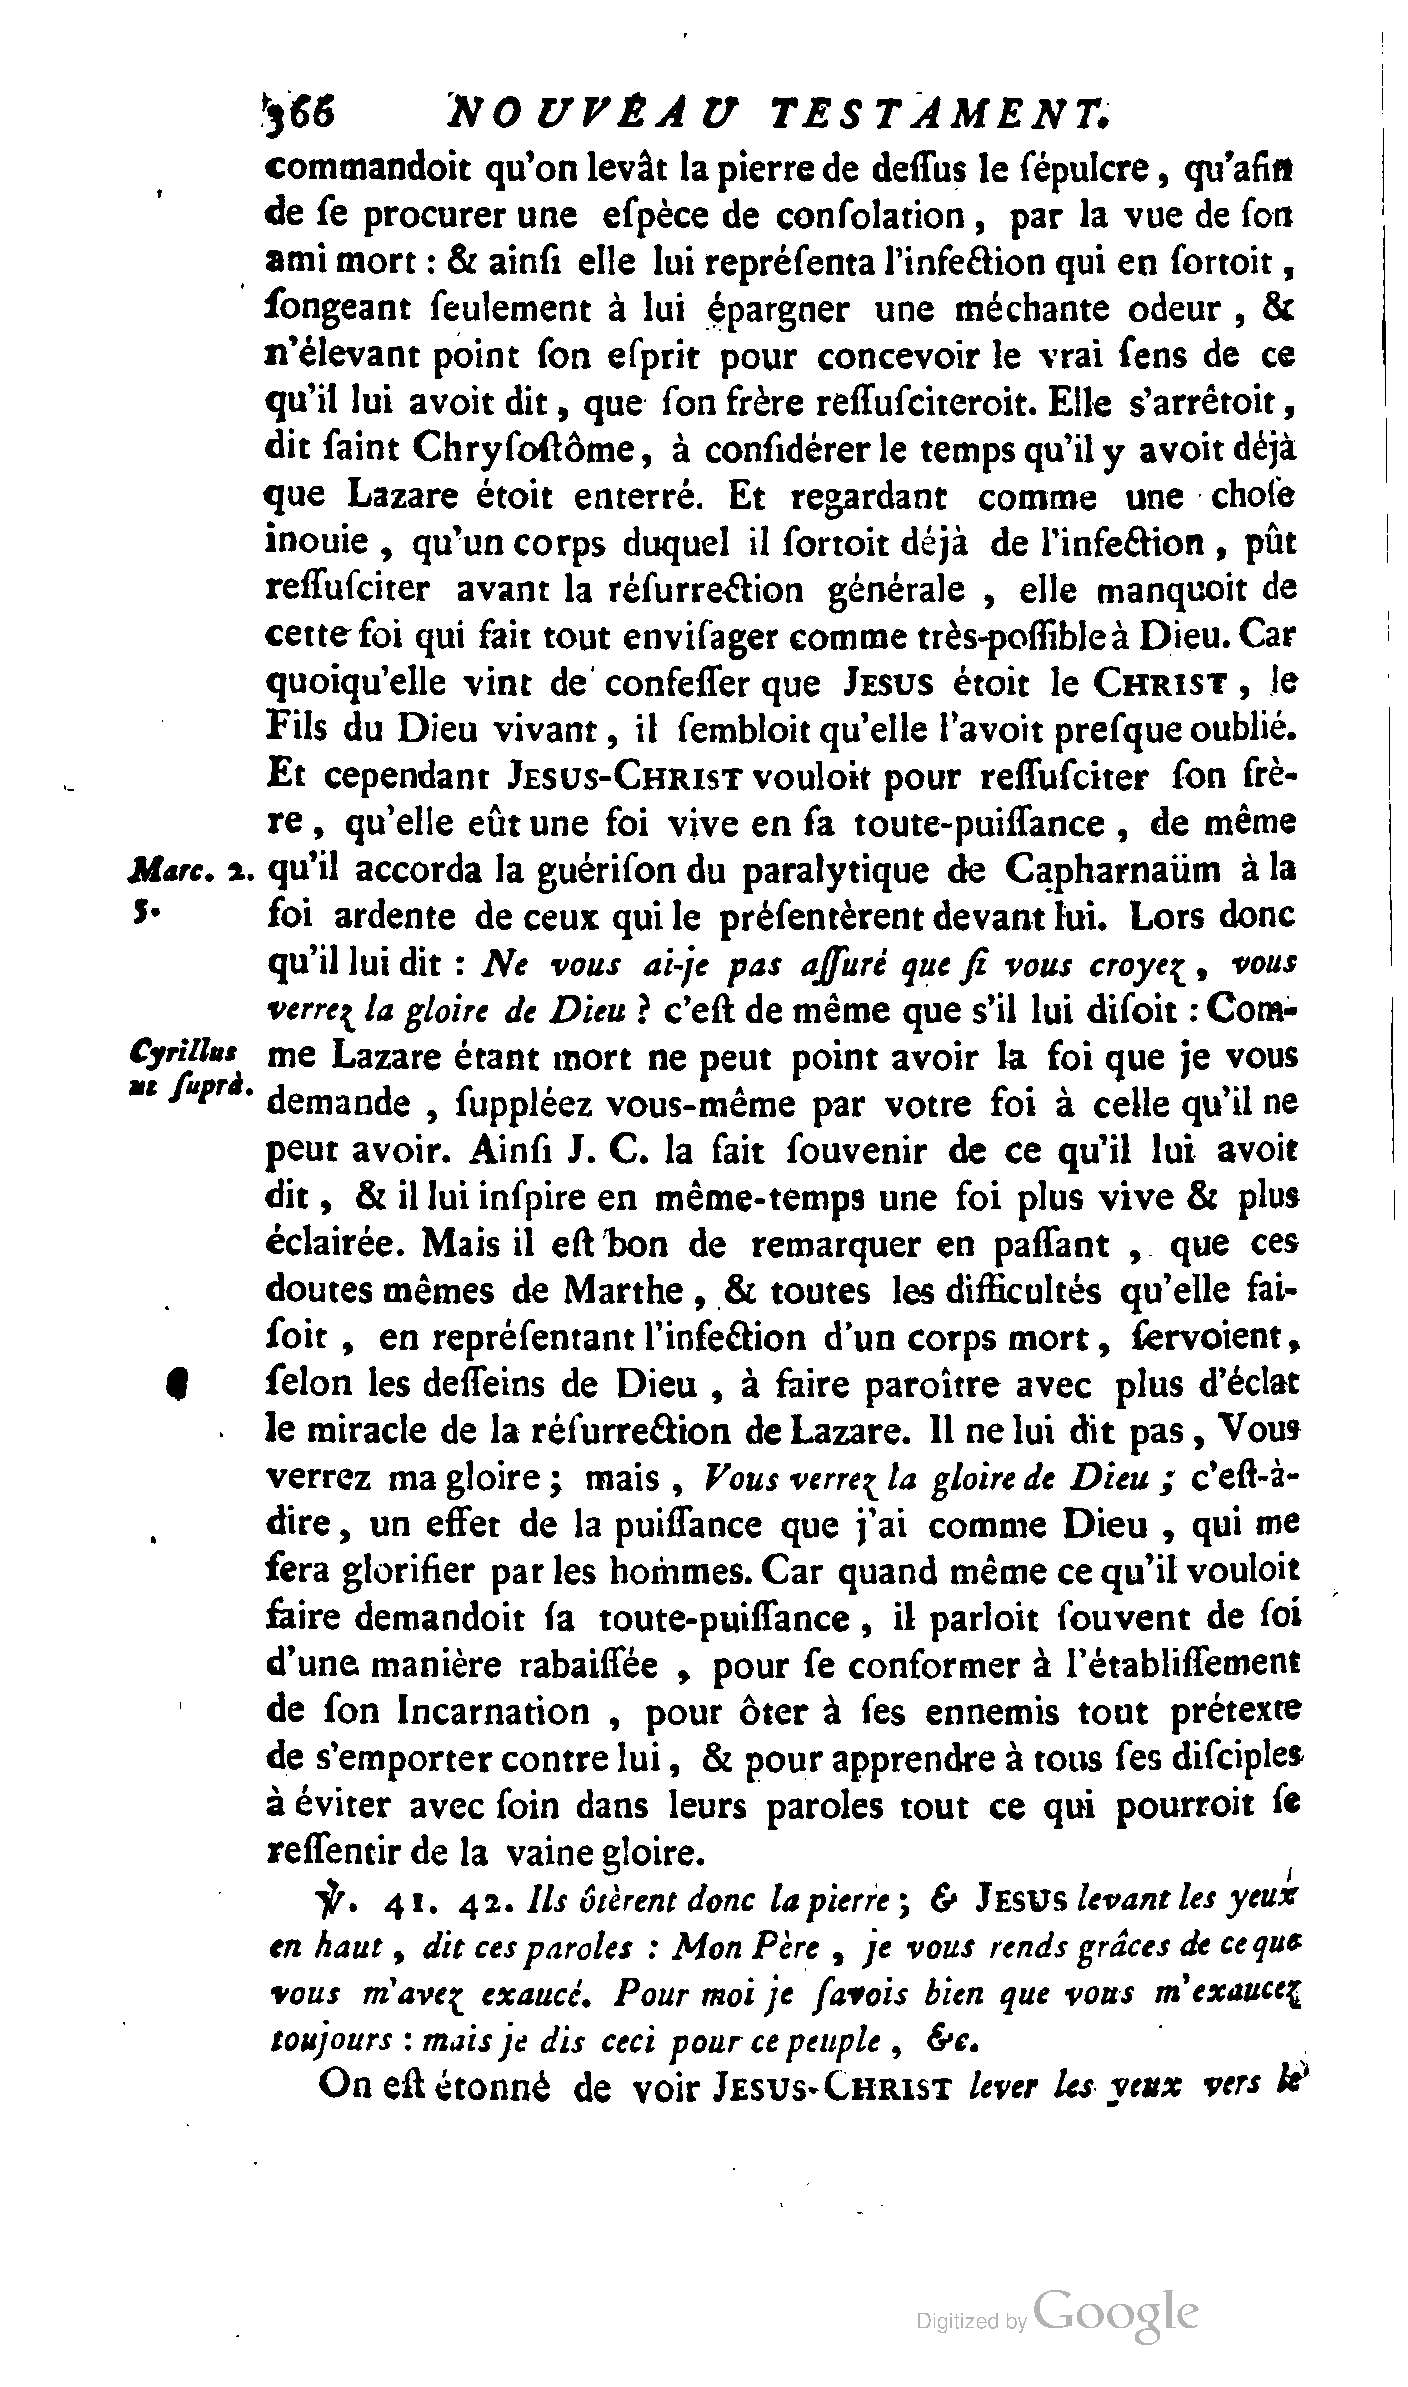 366 NOUVEAU TESTAMENT.
commandoit qu'on levât la pierre de deſſus le ſépulcre, qu'afin
de ſe procurer une eſpèce de conſolation, par la vue de ſon
ami mort : & ainſi elle lui repréſenta l'infection qui en ſortoit,
ſongeant ſeulement à lui épargner une méchante odeur, &
n'élevant point ſon eſprit pour concevoir le vrai ſens de ce
qu'il lui avoit dit, que ſon frère reſſuſciteroit. Elle s'arrêtoit,
dit ſaint Chryſoſtôme, à conſidérer le temps qu'il y avoit déjà
que Lazare étoit enterré. Et regardant comme une choſe
inouie, qu'un corps duquel il ſortoit déjà de l'infection, pût
reſſuſciter avant la réſurrection générale, elle manquoit de
cette foi qui fait tout enviſager comme très-poſſible à Dieu. Car
quoiqu'elle vint de confeſſer que JESUS étoit le CHRIST, le
Fils du Dieu vivant, il ſembloit qu'elle l'avoit preſque oublié.
Et cependant JESUS-CHRIST vouloit pour reſſuſciter ſon frè-
re, qu'elle eût une foi vive en ſa toute-puiſſance, de même
Marc. 2. qu'il accorda la guériſon du paralytique de Capharnaüm à la
5. foi ardente de ceux qui le préſentèrent devant lui. Lors donc
qu'il lui dit : Ne vous ai-je pas aſſuré que ſi vous croyez, vous
verrez la gloire de Dieu ? c'eſt de même que s'il lui diſoit : Com-
Cyrillus me Lazare étant mort ne peut point avoir la foi que je vous
ut ſuprà. demande, ſuppléez vous-même par votre foi à celle qu'il ne
peut avoir. Ainſi J. C. la fait ſouvenir de ce qu'il lui avoit
dit, & il lui inſpire en même-temps une foi plus vive & plus
éclairée. Mais il eſt bon de remarquer en paſſant, que ces
doutes mêmes de Marthe, & toutes les difficultés qu'elle fai-
ſoit, en repréſentant l'infection d'un corps mort, ſervoient,
ſelon les deſſeins de Dieu, à faire paroître avec plus d'éclat
le miracle de la réſurrection de Lazare. Il ne lui dit pas, Vous
verrez ma gloire ; mais, Vous verrez la gloire de Dieu ; c'eſt-à-
dire, un effet de la puiſſance que j'ai comme Dieu, qui me
fera glorifier par les hommes. Car quand même ce qu'il vouloit
faire demandoit ſa toute-puiſſance, il parloit ſouvent de ſoi
d'une manière rabaiſſée, pour ſe conformer à l'établiſſement
de ſon Incarnation, pour ôter à ſes ennemis tout prétexte
de s'emporter contre lui, & pour apprendre à tous ſes diſciples
à éviter avec ſoin dans leurs paroles tout ce qui pourroit ſe
reſſentir de la vaine gloire.
℣. 41. 42. Ils ôtèrent donc la pierre ; & JESUS levant les yeux
en haut, dit ces paroles : Mon Père, je vous rends grâces de ce que
vous m'avez exaucé. Pour moi je ſavois bien que vous m'exaucez
toujours : mais je dis ceci pour ce peuple, &c.
On eſt étonné de voir JESUS-CHRIST lever les yeux vers le
Digitized by Google